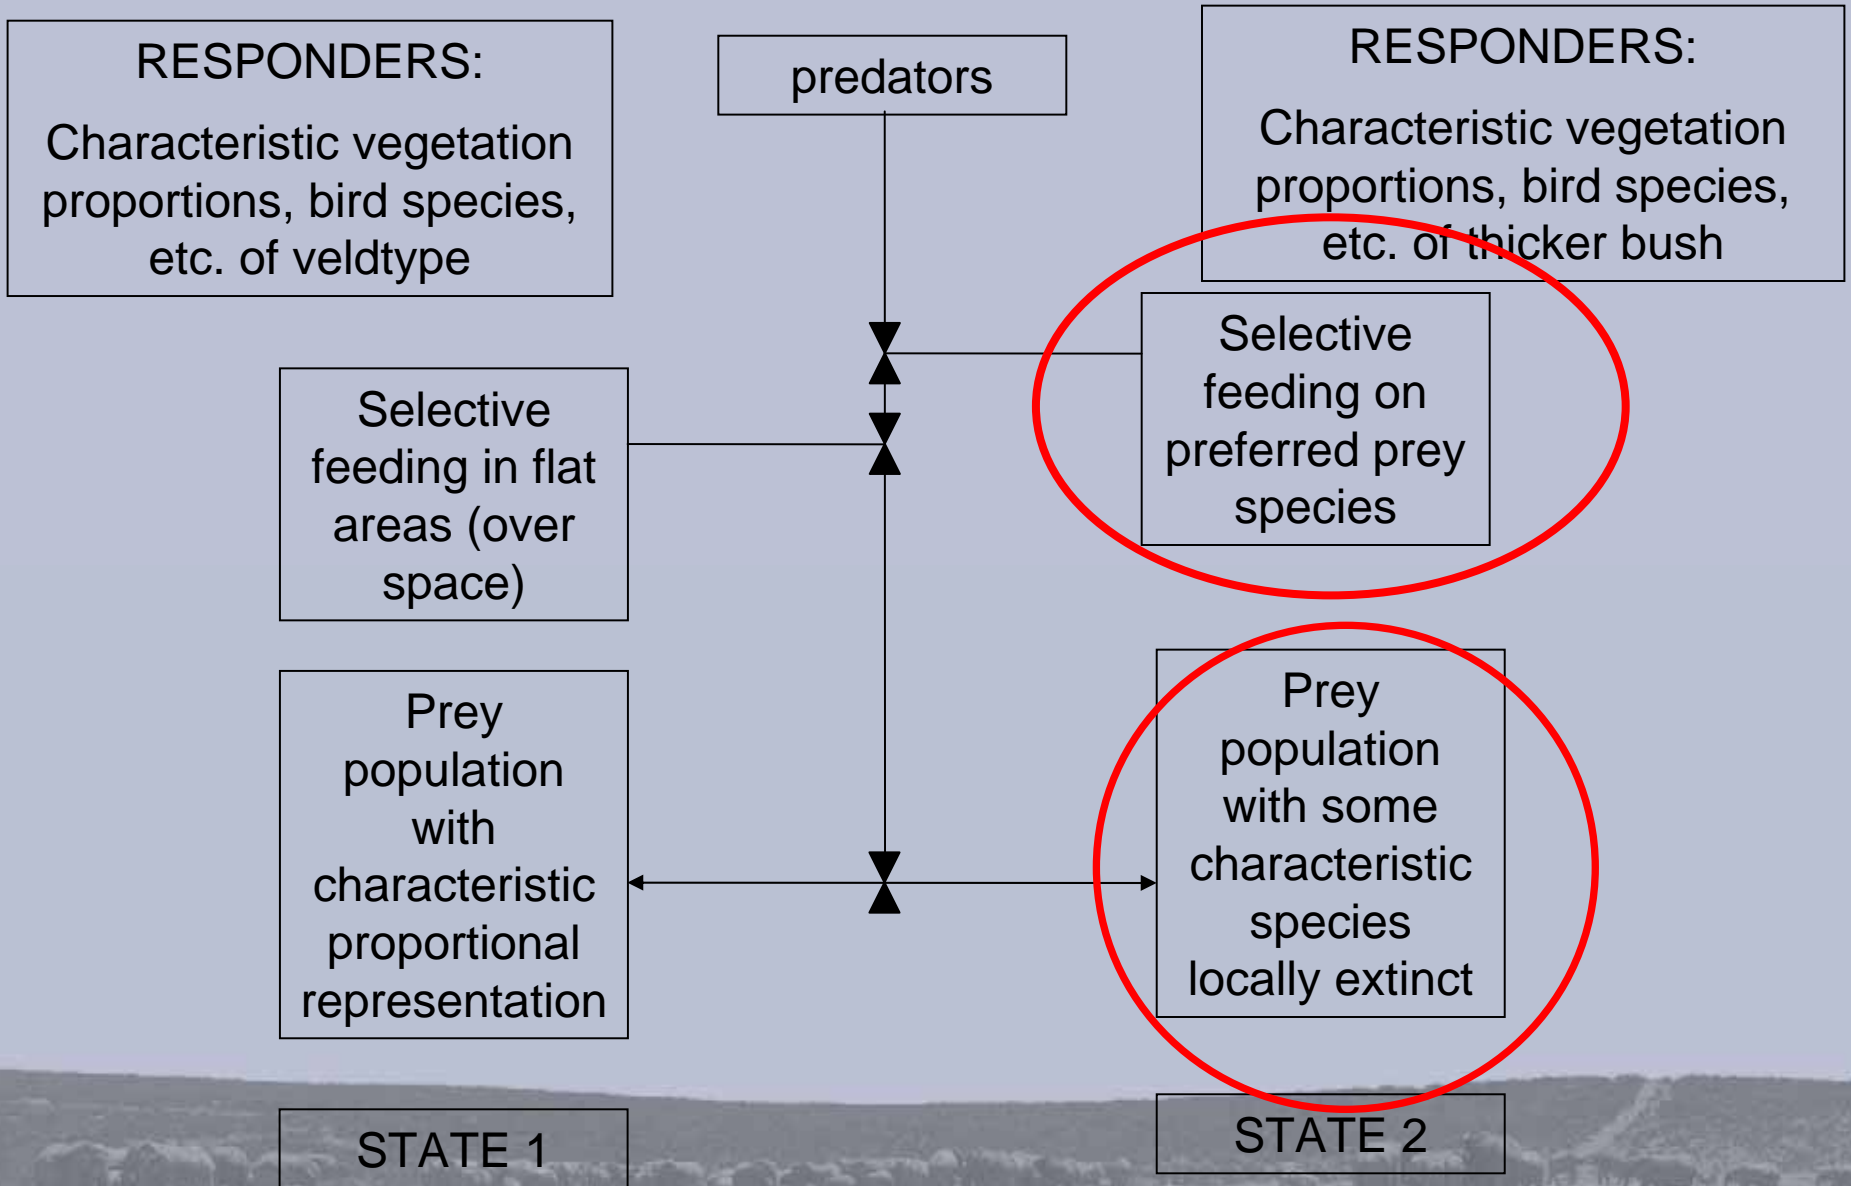 RESPONDERS:
Characteristic vegetation
proportions, bird species,
etc. of veldtype
predators
RESPONDERS:
Characteristic vegetation
proportions, bird species,
etc. of thicker bush
Selective
feeding in flat
areas (over
space)
Selective
feeding on
preferred prey
species
Prey
population
with
characteristic
proportional
representation
Prey
population
with some
characteristic
species
locally extinct
STATE 1
STATE 2